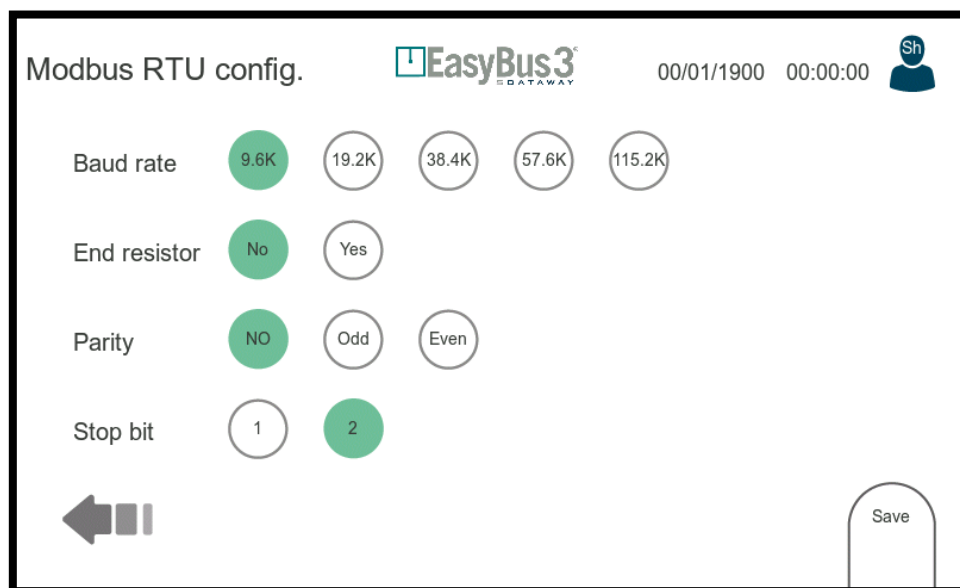 Modbus RTU config.
EasyBus3
DATAWAY
00/01/1900 00:00:00
Sh
Baud rate 9.6K 19.2K 38.4K 57.6K 115.2K
End resistor No Yes
Parity NO Odd Even
Stop bit 1 2
Save